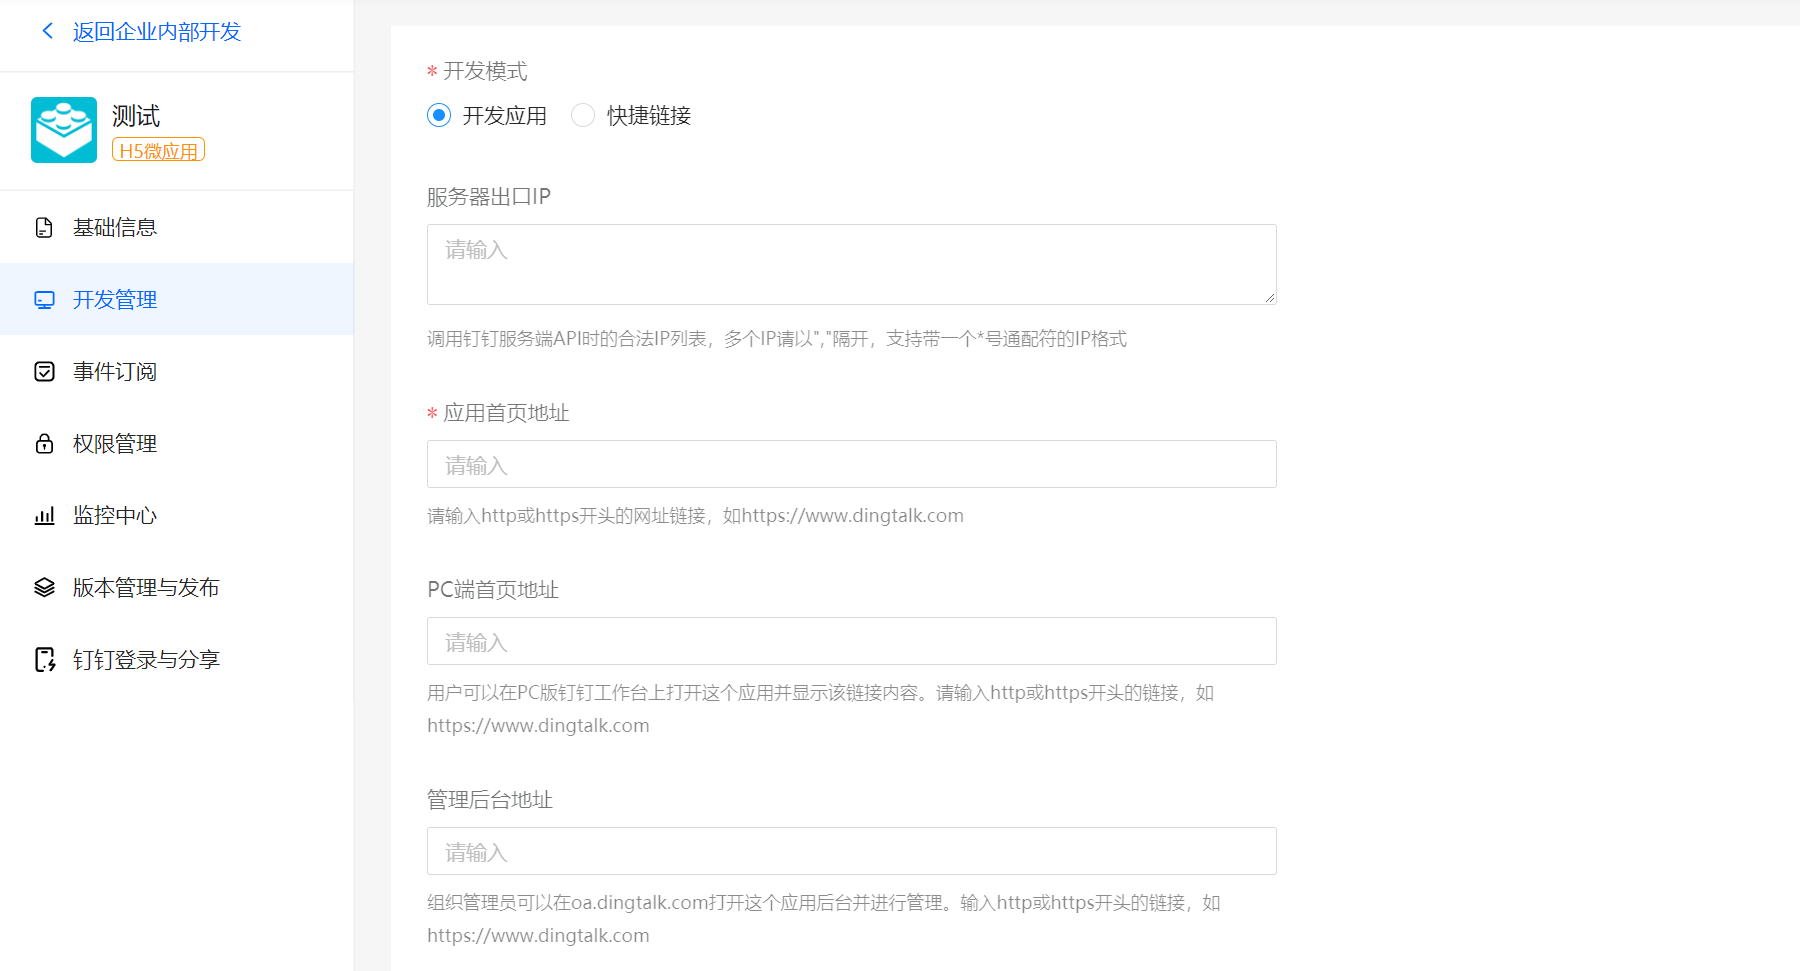 返回企业内部开发
测试
H5微应用
基础信息
开发管理
事件订阅
权限管理
监控中心
版本管理与发布
钉钉登录与分享
* 开发模式
开发应用 快捷链接
服务器出口IP
请输入
调用钉钉服务端API时的合法IP列表，多个IP请以","隔开，支持带一个*号通配符的IP格式
* 应用首页地址
请输入
请输入http或https开头的网址链接，如https://www.dingtalk.com
PC端首页地址
请输入
用户可以在PC版钉钉工作台上打开这个应用并显示该链接内容。请输入http或https开头的链接，如
https://www.dingtalk.com
管理后台地址
请输入
组织管理员可以在oa.dingtalk.com打开这个应用后台并进行管理。输入http或https开头的链接，如
https://www.dingtalk.com